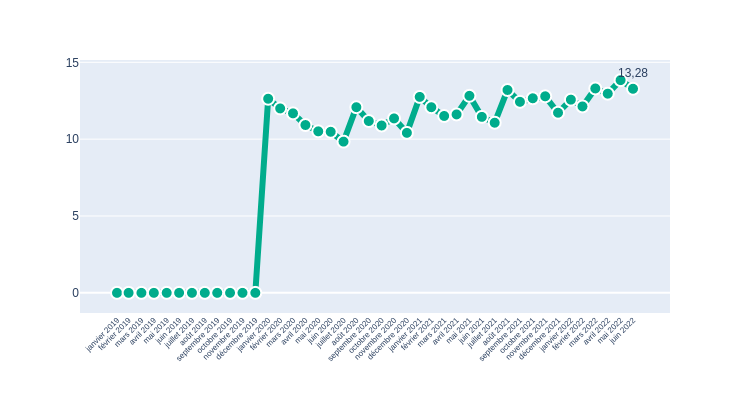 15
13,28
10
5
0
janvier 2019
février 2019
mars 2019
avril 2019
mai 2019
juin 2019
juillet 2019
août 2019
septembre 2019
octobre 2019
novembre 2019
décembre 2019
janvier 2020
février 2020
mars 2020
avril 2020
mai 2020
juin 2020
juillet 2020
août 2020
septembre 2020
octobre 2020
novembre 2020
décembre 2020
janvier 2021
février 2021
mars 2021
avril 2021
mai 2021
juin 2021
juillet 2021
août 2021
septembre 2021
octobre 2021
novembre 2021
décembre 2021
janvier 2022
février 2022
mars 2022
avril 2022
mai 2022
juin 2022